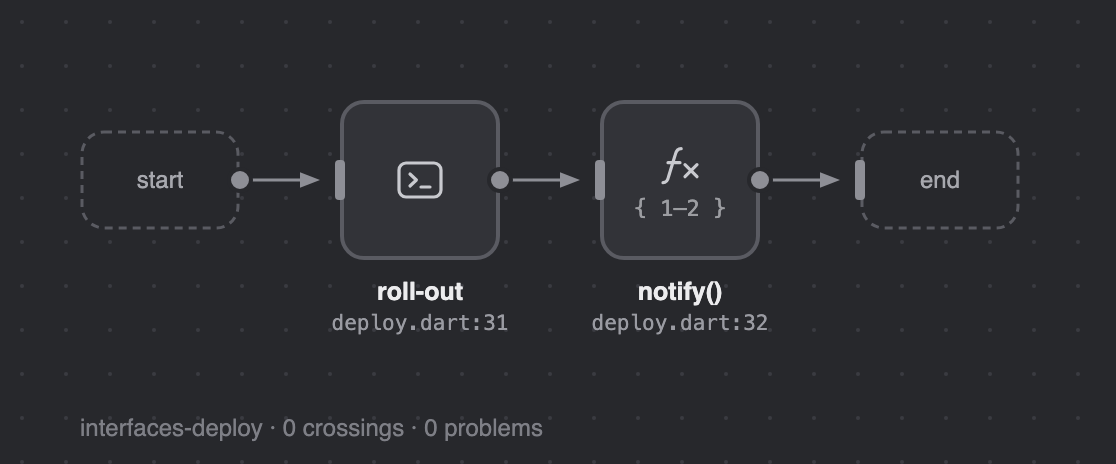 start
roll-out
deploy.dart:31
ƒx
{ 1–2 }
notify()
deploy.dart:32
end
interfaces-deploy · 0 crossings · 0 problems